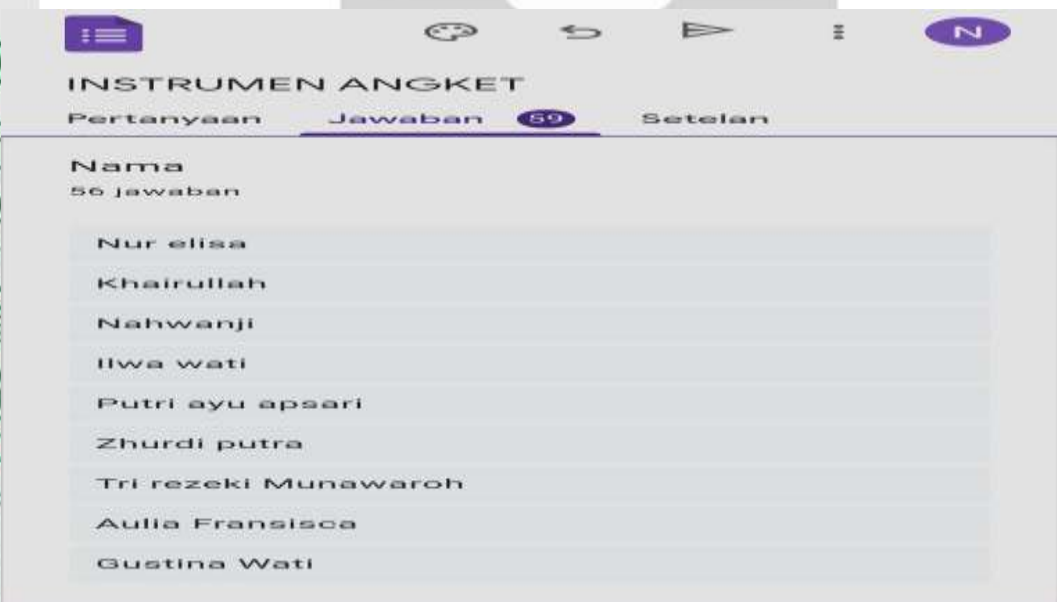 N
INSTRUMEN ANGKET
Pertanyaan Jawaban 59 Setelan
Nama
56 jawaban
Nur elisa
Khairullah
Nahwanji
Ilwa wati
Putri ayu apsari
Zhurdi putra
Tri rezeki Munawaroh
Aulia Fransisca
Gustina Wati